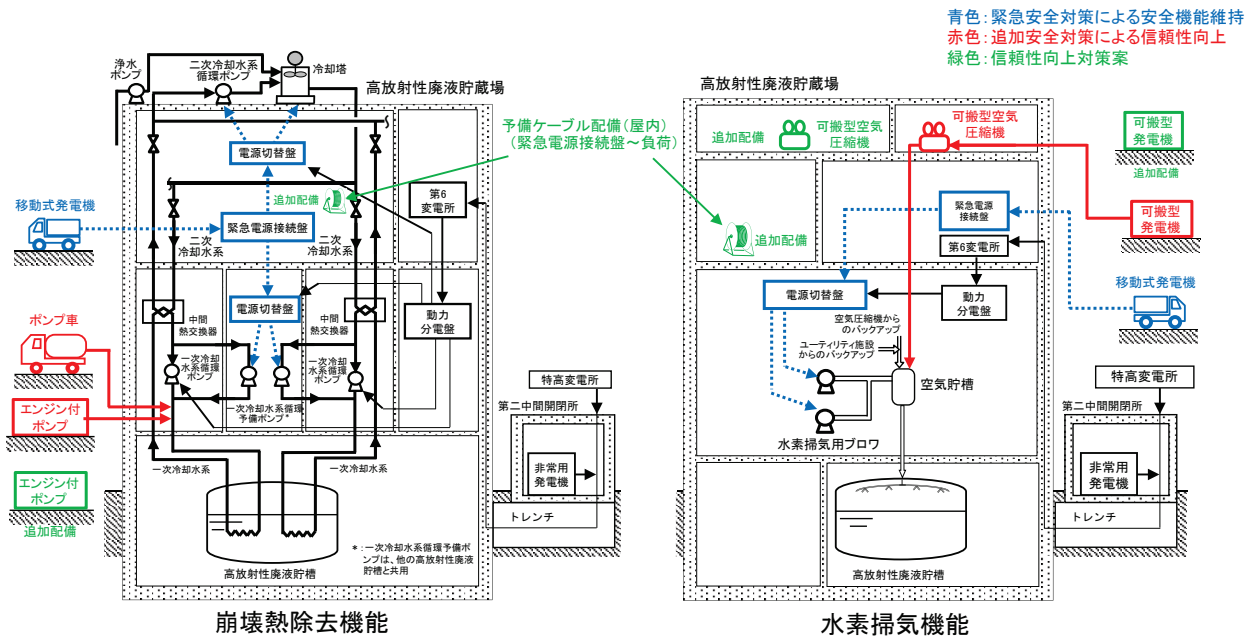 青色:緊急安全対策による安全機能維持
赤色:追加安全対策による信頼性向上
緑色:信頼性向上対策案
浄水
ポンプ
二次冷却水系
循環ポンプ
冷却塔
高放射性廃液貯蔵場
予備ケーブル配備(屋内)
(緊急電源接続盤~負荷)
電源切替盤
追加配備
第6
変電所
移動式発電機
緊急電源接続盤
二次
冷却水系
二次
冷却水系
電源切替盤
動力
分電盤
中間
熱交換器
中間
熱交換器
ポンプ車
一次冷却
水系循環
ポンプ
一次冷却
水系循環
ポンプ
一次冷却水系循環
予備ポンプ*
エンジン付
ポンプ
一次冷却水系
一次冷却水系
エンジン付
ポンプ
追加配備
高放射性廃液貯槽
*:一次冷却水系循環予備ポ
ンプは、他の高放射性廃液
貯槽と共用
特高変電所
第二中間開閉所
非常用
発電機
トレンチ
崩壊熱除去機能
高放射性廃液貯蔵場
追加配備
可搬型空気
圧縮機
可搬型空気
圧縮機
可搬型
発電機
追加配備
可搬型
発電機
追加配備
緊急電源
接続盤
第6変電所
移動式発電機
電源切替盤
動力
分電盤
空気圧縮機から
のバックアップ
ユーティリティ施設
からのバックアップ
空気貯槽
水素掃気用ブロワ
特高変電所
第二中間開閉所
非常用
発電機
トレンチ
高放射性廃液貯槽
水素掃気機能